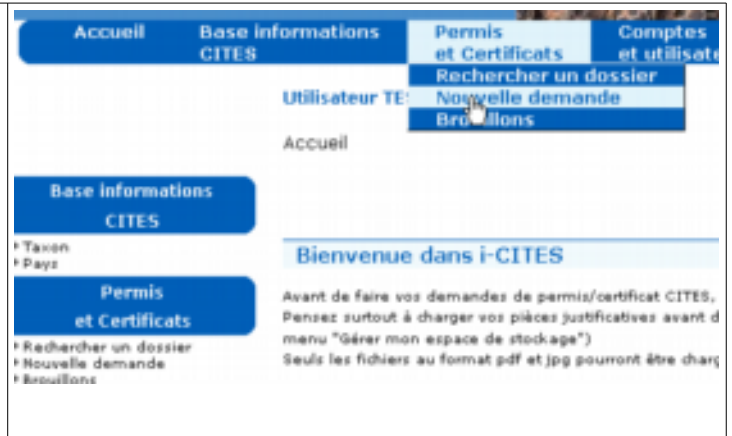 Accueil
Base informations
CITES
Permis
et Certificats
Comptes
et utilisate
Rechercher un dossier
Nouvelle demande
Brouillons
Utilisateur TE
Accueil
Base informations
CITES
Taxon
Pays
Permis
et Certificats
Rechercher un dossier
Nouvelle demande
Brouillons
Bienvenue dans i-CITES
Avant de faire vos demandes de permis/certificat CITES,
Pensez surtout à charger vos pièces justificatives avant d
menu "Gérer mon espace de stockage")
Seuls les fichiers au format pdf et jpg pourront être charg